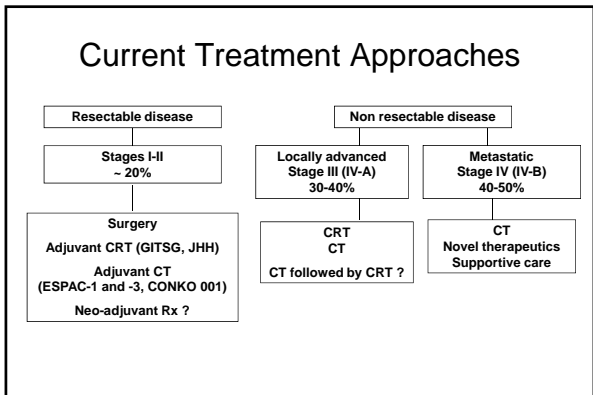 Current Treatment Approaches
Resectable disease
Non resectable disease
Stages I-II
~ 20%
Locally advanced
Stage III (IV-A)
30-40%
Metastatic
Stage IV (IV-B)
40-50%
Surgery
Adjuvant CRT (GITSG, JHH)
Adjuvant CT
(ESPAC-1 and -3, CONKO 001)
Neo-adjuvant Rx ?
CRT
CT
CT followed by CRT ?
CT
Novel therapeutics
Supportive care